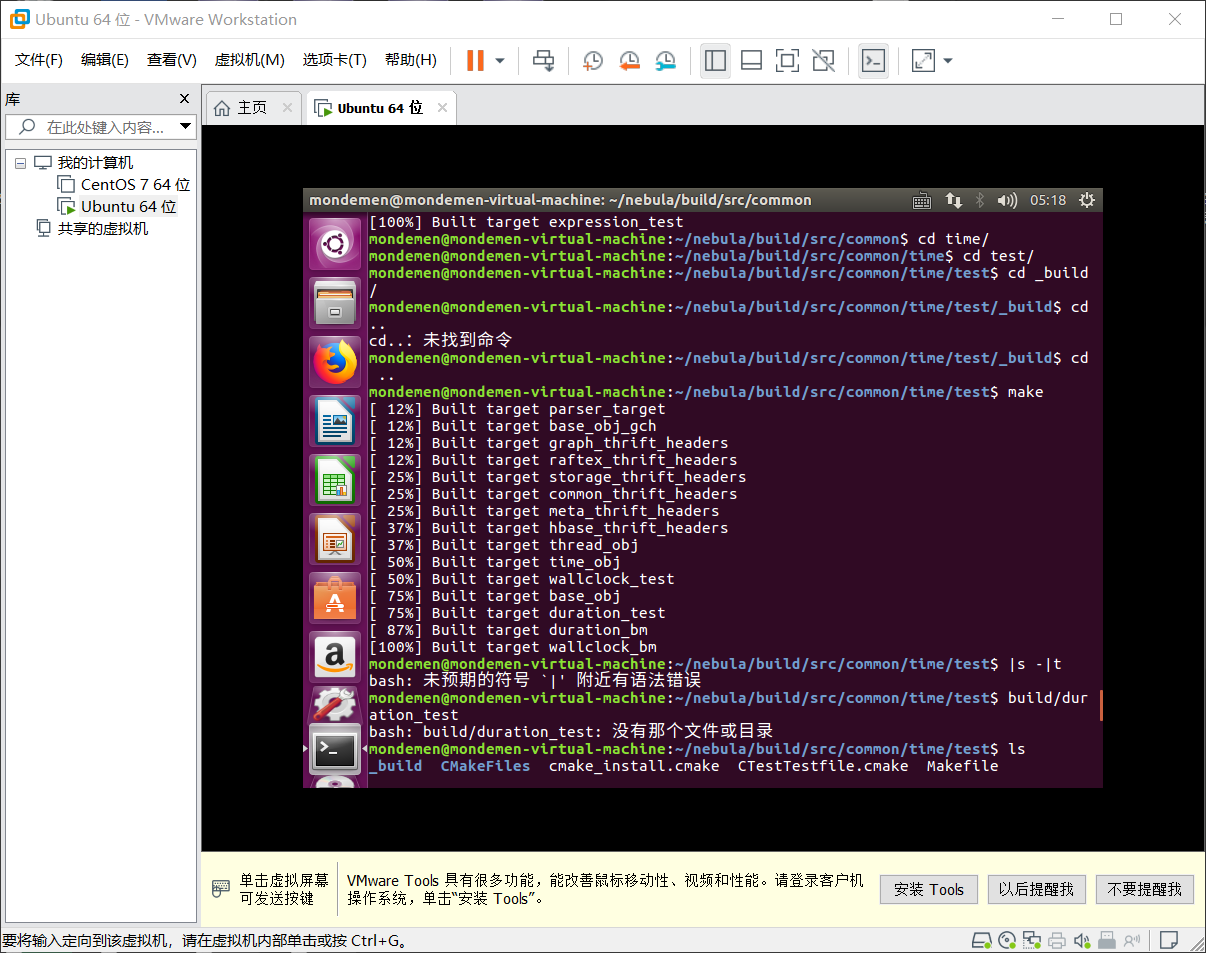 Ubuntu 64 位 - VMware Workstation
文件(F) 编辑(E) 查看(V) 虚拟机(M) 选项卡(T) 帮助(H)
库
在此处键入内容...
我的计算机
CentOS 7 64 位
Ubuntu 64 位
共享的虚拟机
主页
Ubuntu 64 位
mondemen@mondemen-virtual-machine: ~/nebula/build/src/common 05:18
[100%] Built target expression_test
mondemen@mondemen-virtual-machine:~/nebula/build/src/common$ cd time/
mondemen@mondemen-virtual-machine:~/nebula/build/src/common/time$ cd test/
mondemen@mondemen-virtual-machine:~/nebula/build/src/common/time/test$ cd _build
/
mondemen@mondemen-virtual-machine:~/nebula/build/src/common/time/test/_build$ cd
..
cd..: 未找到命令
mondemen@mondemen-virtual-machine:~/nebula/build/src/common/time/test/_build$ cd
..
mondemen@mondemen-virtual-machine:~/nebula/build/src/common/time/test$ make
[ 12%] Built target parser_target
[ 12%] Built target base_obj_gch
[ 12%] Built target graph_thrift_headers
[ 12%] Built target raftex_thrift_headers
[ 25%] Built target storage_thrift_headers
[ 25%] Built target common_thrift_headers
[ 25%] Built target meta_thrift_headers
[ 37%] Built target hbase_thrift_headers
[ 37%] Built target thread_obj
[ 50%] Built target time_obj
[ 50%] Built target wallclock_test
[ 75%] Built target base_obj
[ 75%] Built target duration_test
[ 87%] Built target duration_bm
[100%] Built target wallclock_bm
mondemen@mondemen-virtual-machine:~/nebula/build/src/common/time/test$ |s -|t
bash: 未预期的符号 `|' 附近有语法错误
mondemen@mondemen-virtual-machine:~/nebula/build/src/common/time/test$ build/dur
ation_test
bash: build/duration_test: 没有那个文件或目录
mondemen@mondemen-virtual-machine:~/nebula/build/src/common/time/test$ ls
_build CMakeFiles cmake_install.cmake CTestTestfile.cmake Makefile
单击虚拟屏幕
可发送按键
VMware Tools 具有很多功能，能改善鼠标移动性、视频和性能。请登录客户机
操作系统，单击“安装 Tools”。
安装 Tools
以后提醒我
不要提醒我
要将输入定向到该虚拟机，请在虚拟机内部单击或按 Ctrl+G。